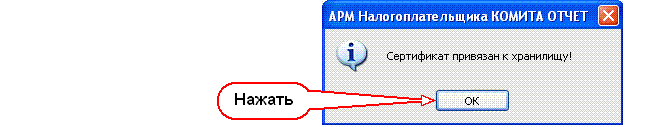 АРМ Налогоплательщика КОМИТА ОТЧЕТ
Сертификат привязан к хранилищу!
Нажать
OK